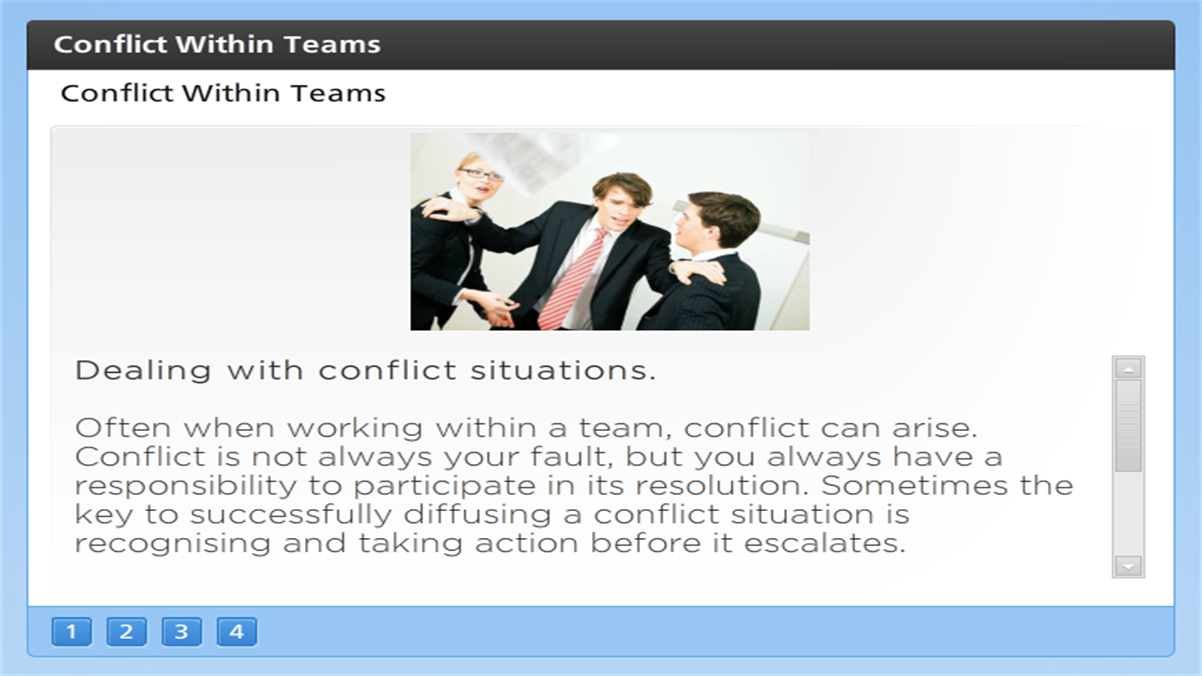 Conflict Within Teams
Conflict Within Teams
Dealing with conflict situations.
Often when working within a team, conflict can arise.
Conflict is not always your fault, but you always have a
responsibility to participate in its resolution. Sometimes the
key to successfully diffusing a conflict situation is
recognising and taking action before it escalates.
1 2 3 4